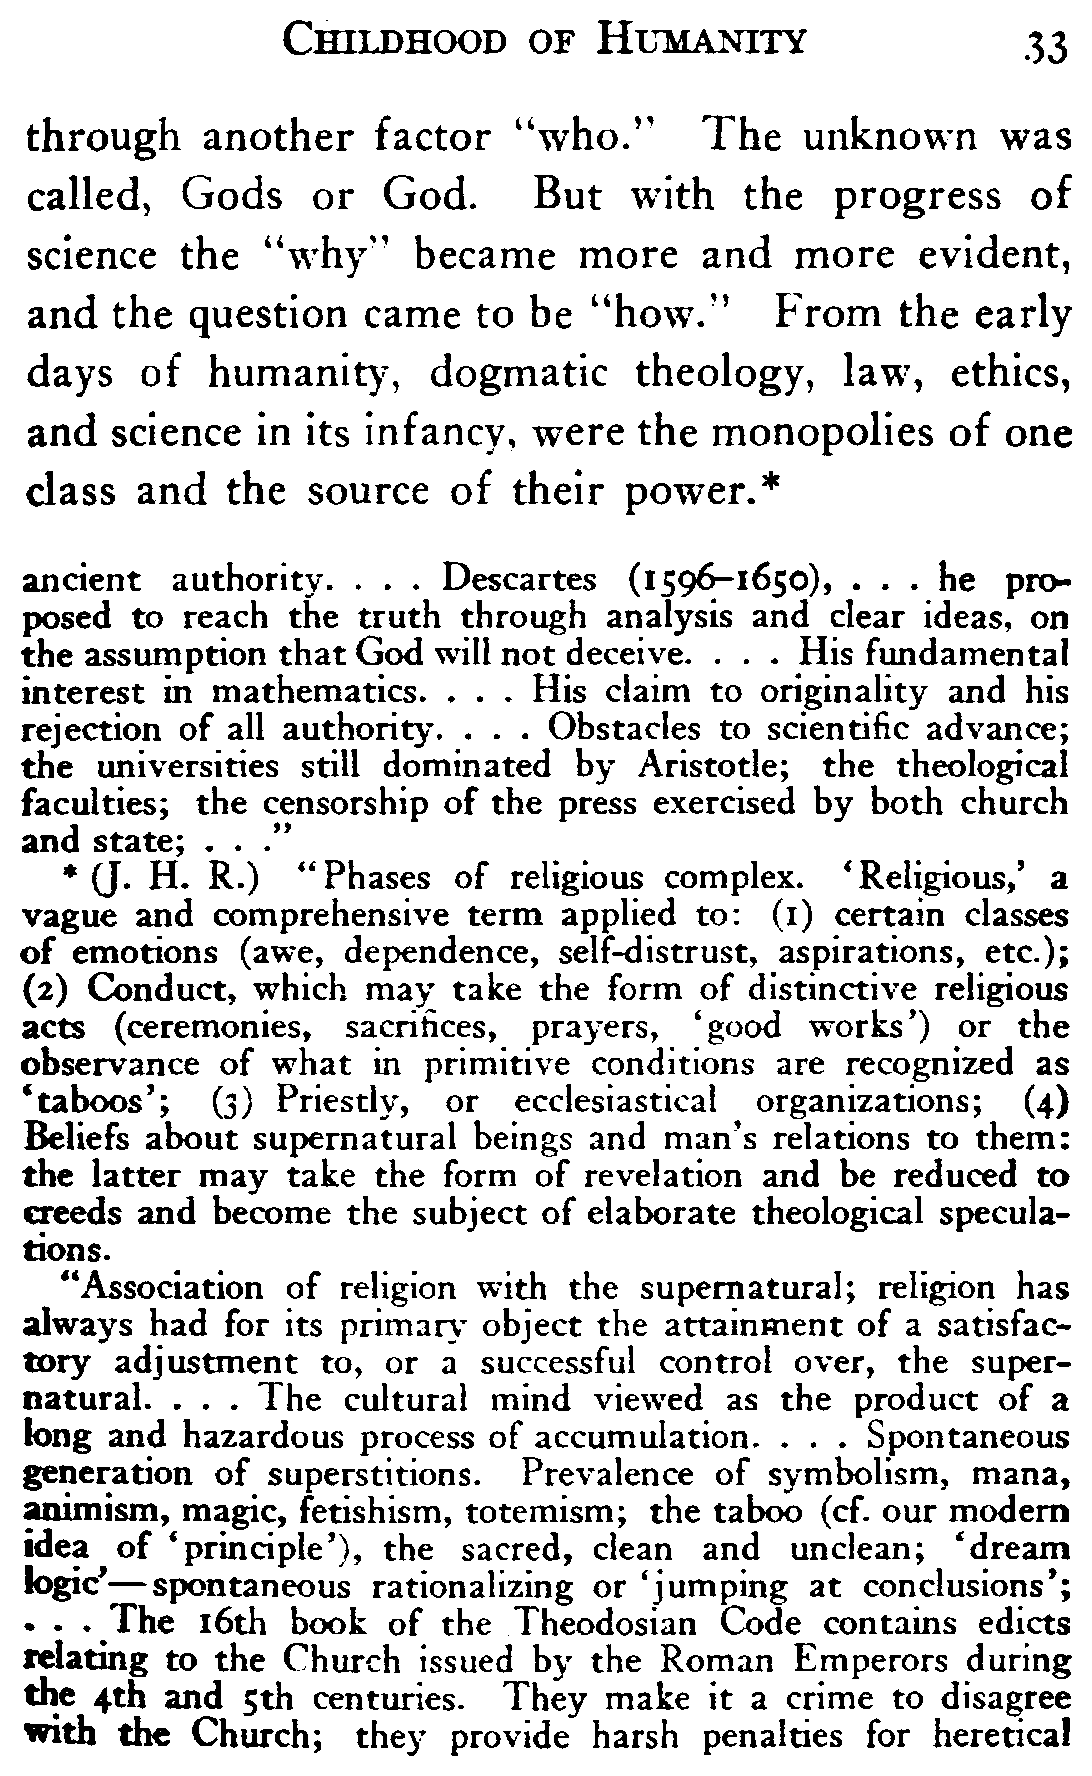 CHILDHOOD OF HUMANITY 33
through another factor “who.” The unknown was
called, Gods or God. But with the progress of
science the “why” became more and more evident,
and the question came to be “how.” From the early
days of humanity, dogmatic theology, law, ethics,
and science in its infancy, were the monopolies of one
class and the source of their power.*
ancient authority. . . . Descartes (1596–1650), . . . he pro-
posed to reach the truth through analysis and clear ideas, on
the assumption that God will not deceive. . . . His fundamental
interest in mathematics. . . . His claim to originality and his
rejection of all authority. . . . Obstacles to scientific advance;
the universities still dominated by Aristotle; the theological
faculties; the censorship of the press exercised by both church
and state; . . .”
* (J. H. R.) “Phases of religious complex. ‘Religious,’ a
vague and comprehensive term applied to: (1) certain classes
of emotions (awe, dependence, self-distrust, aspirations, etc.);
(2) Conduct, which may take the form of distinctive religious
acts (ceremonies, sacrifices, prayers, ‘good works’) or the
observance of what in primitive conditions are recognized as
‘taboos’; (3) Priestly, or ecclesiastical organizations; (4)
Beliefs about supernatural beings and man’s relations to them:
the latter may take the form of revelation and be reduced to
creeds and become the subject of elaborate theological specula-
tions.
“Association of religion with the supernatural; religion has
always had for its primary object the attainment of a satisfac-
tory adjustment to, or a successful control over, the super-
natural. . . . The cultural mind viewed as the product of a
long and hazardous process of accumulation. . . . Spontaneous
generation of superstitions. Prevalence of symbolism, mana,
animism, magic, fetishism, totemism; the taboo (cf. our modern
idea of ‘principle’), the sacred, clean and unclean; ‘dream
logic’—spontaneous rationalizing or ‘jumping at conclusions’;
. . . The 16th book of the Theodosian Code contains edicts
relating to the Church issued by the Roman Emperors during
the 4th and 5th centuries. They make it a crime to disagree
with the Church; they provide harsh penalties for heretical